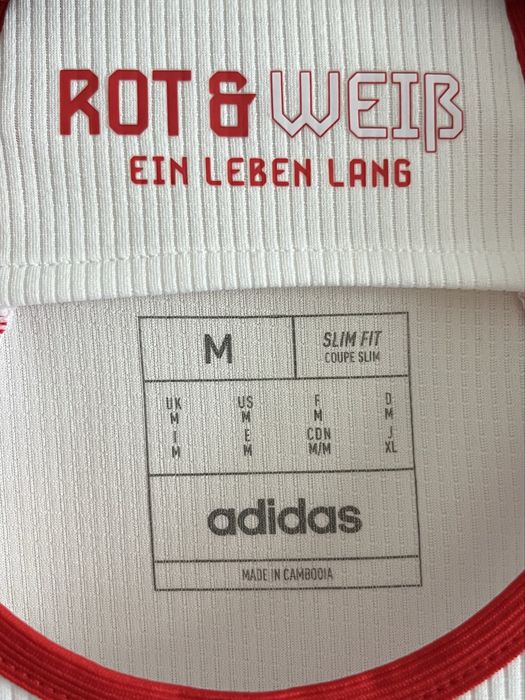 ROT & WEIß
EIN LEBEN LANG
M
SLIM FIT
COUPE SLIM
UK US F D
M M M M
I E CDN J
M M M/M XL
adidas
MADE IN CAMBODIA